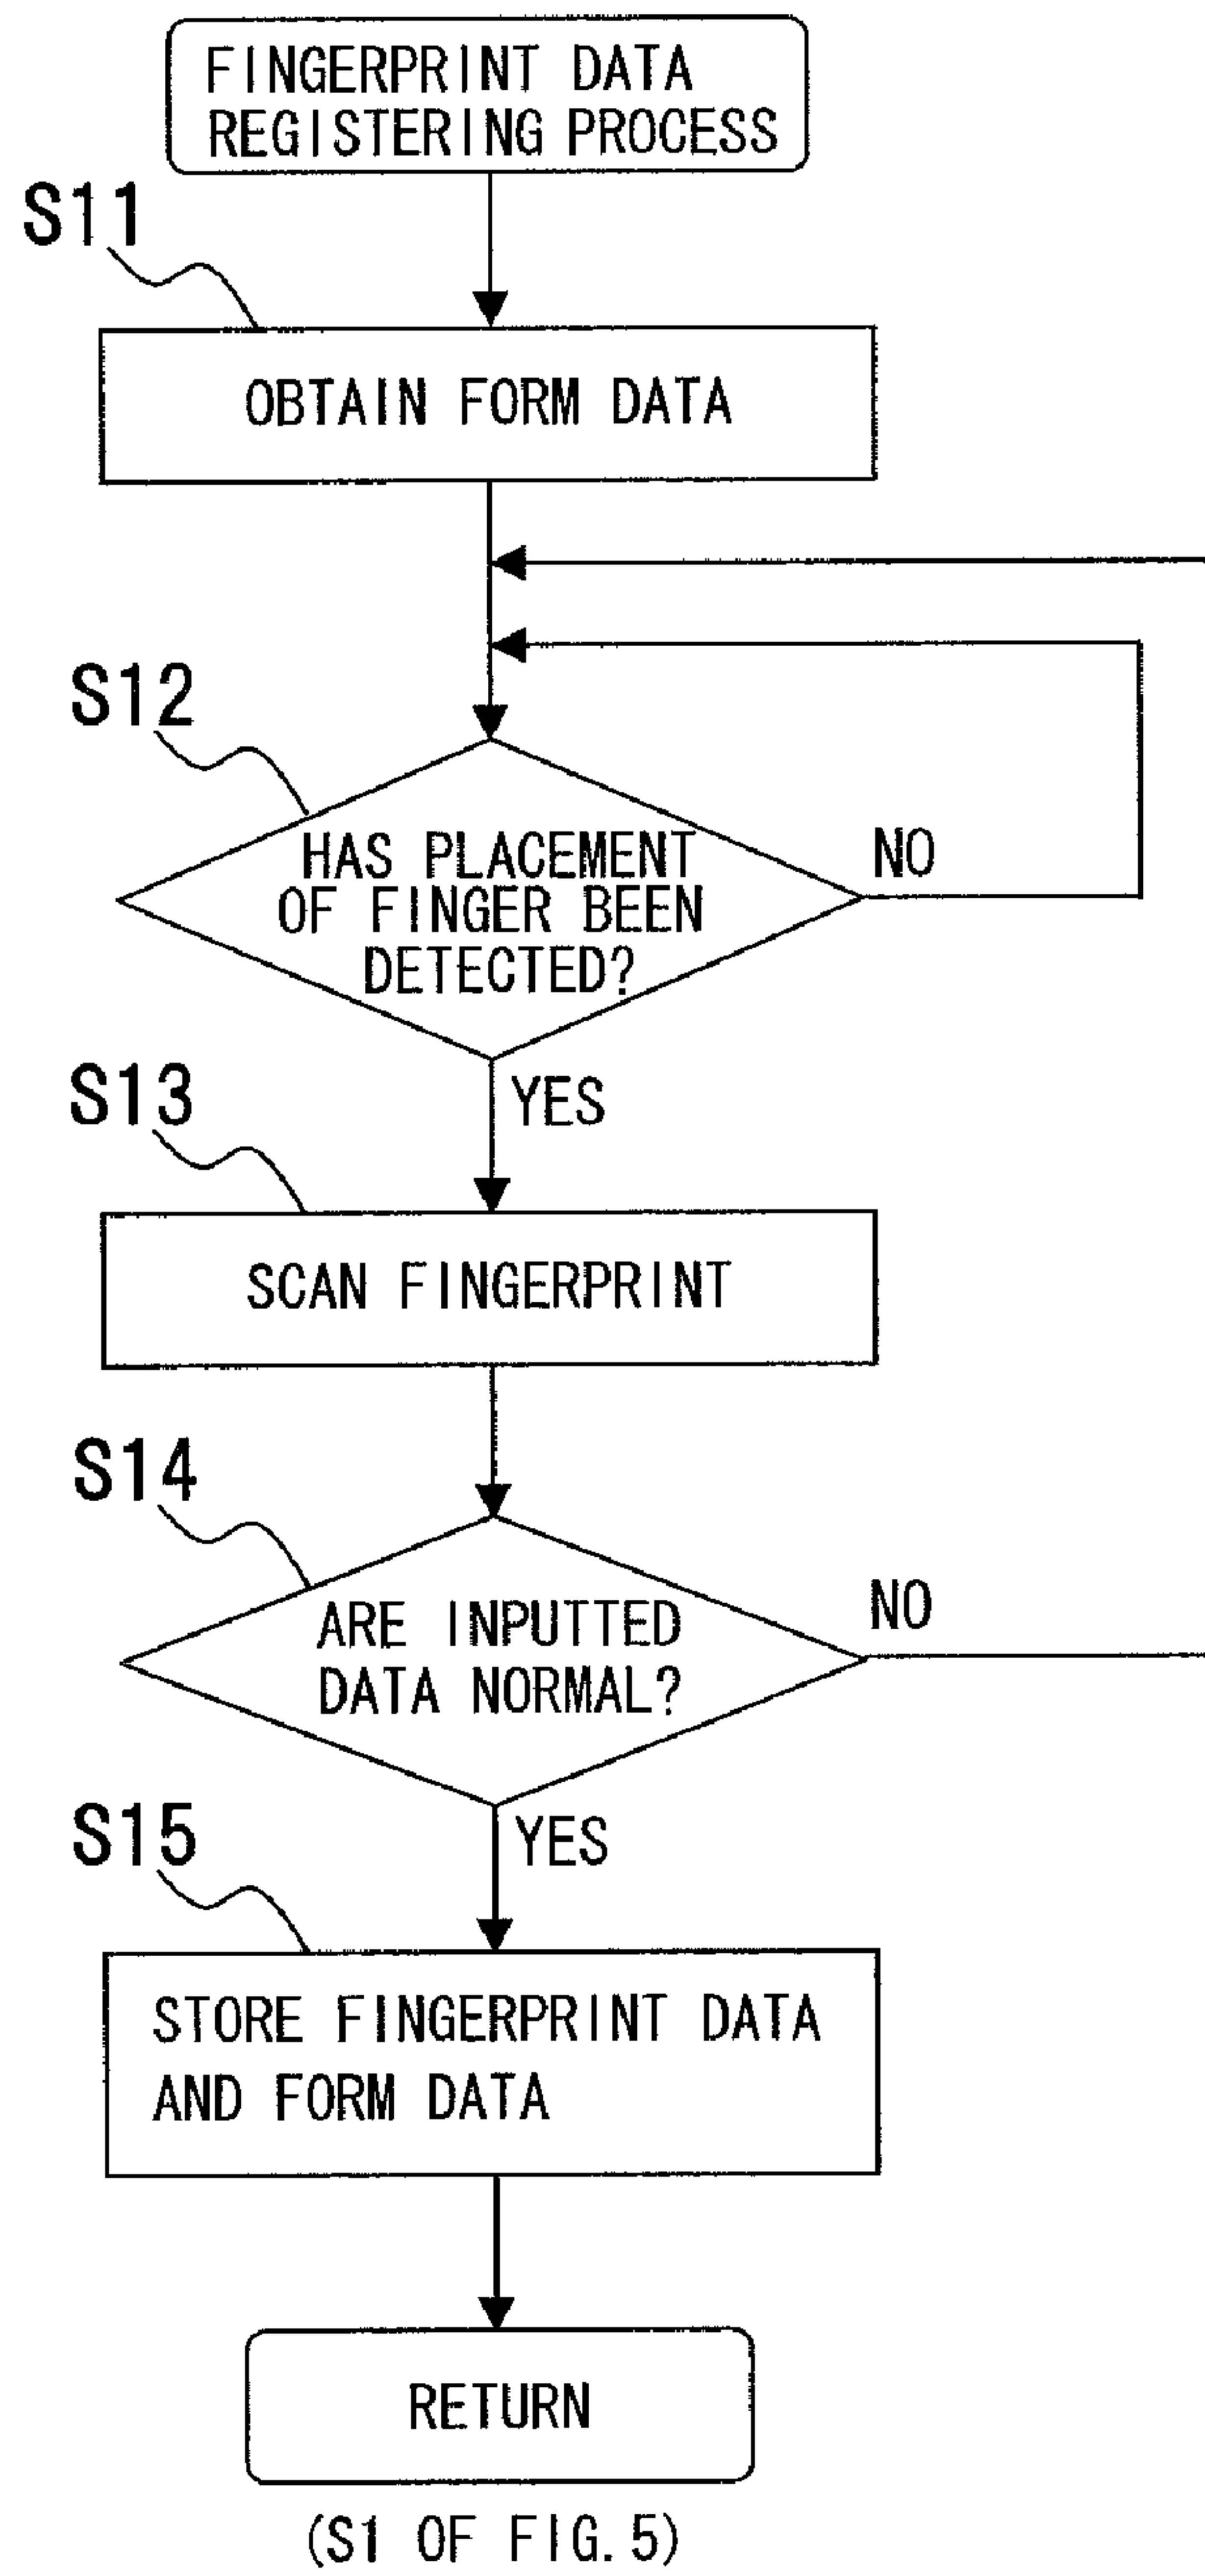 FINGERPRINT DATA
REGISTERING PROCESS
S11
OBTAIN FORM DATA
S12
HAS PLACEMENT
OF FINGER BEEN
DETECTED?
NO
YES
S13
SCAN FINGERPRINT
S14
ARE INPUTTED
DATA NORMAL?
NO
YES
S15
STORE FINGERPRINT DATA
AND FORM DATA
RETURN
(S1 OF FIG. 5)